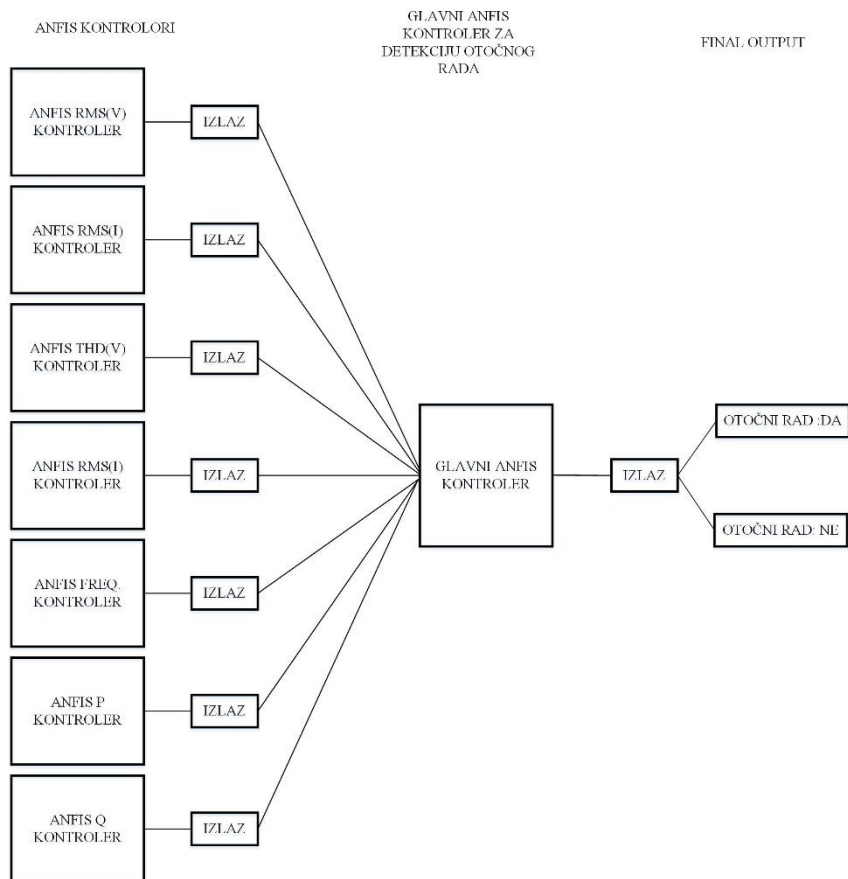 ANFIS KONTROLORI
GLAVNI ANFIS
KONTROLER ZA
DETEKCIJU OTOČNOG
RADA
FINAL OUTPUT
ANFIS RMS(V)
KONTROLER
IZLAZ
ANFIS RMS(I)
KONTROLER
IZLAZ
ANFIS THD(V)
KONTROLER
IZLAZ
ANFIS RMS(I)
KONTROLER
IZLAZ
ANFIS FREQ.
KONTROLER
IZLAZ
ANFIS P
KONTROLER
IZLAZ
ANFIS Q
KONTROLER
IZLAZ
GLAVNI ANFIS
KONTROLER
IZLAZ
OTOČNI RAD :DA
OTOČNI RAD: NE